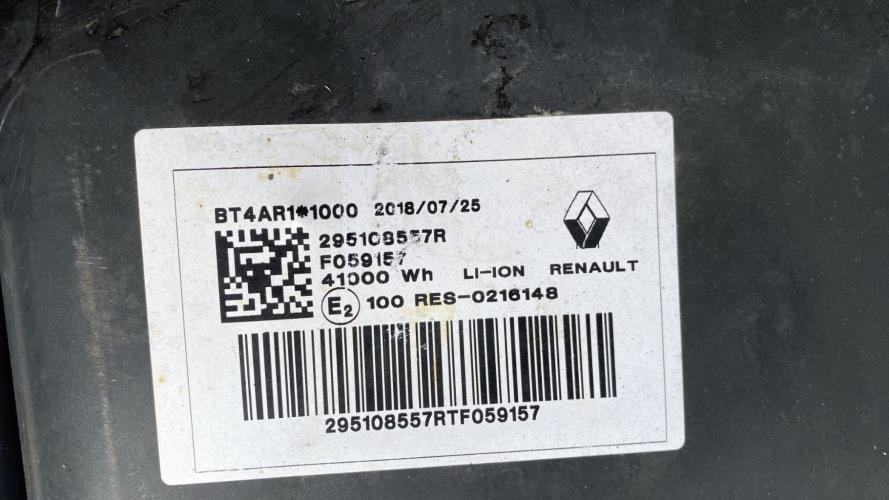 BT4AR1*1000 2018/07/25
295108557R
F059157
41000 Wh LI-ION RENAULT
E2 100 RES-0216148
295108557RTF059157